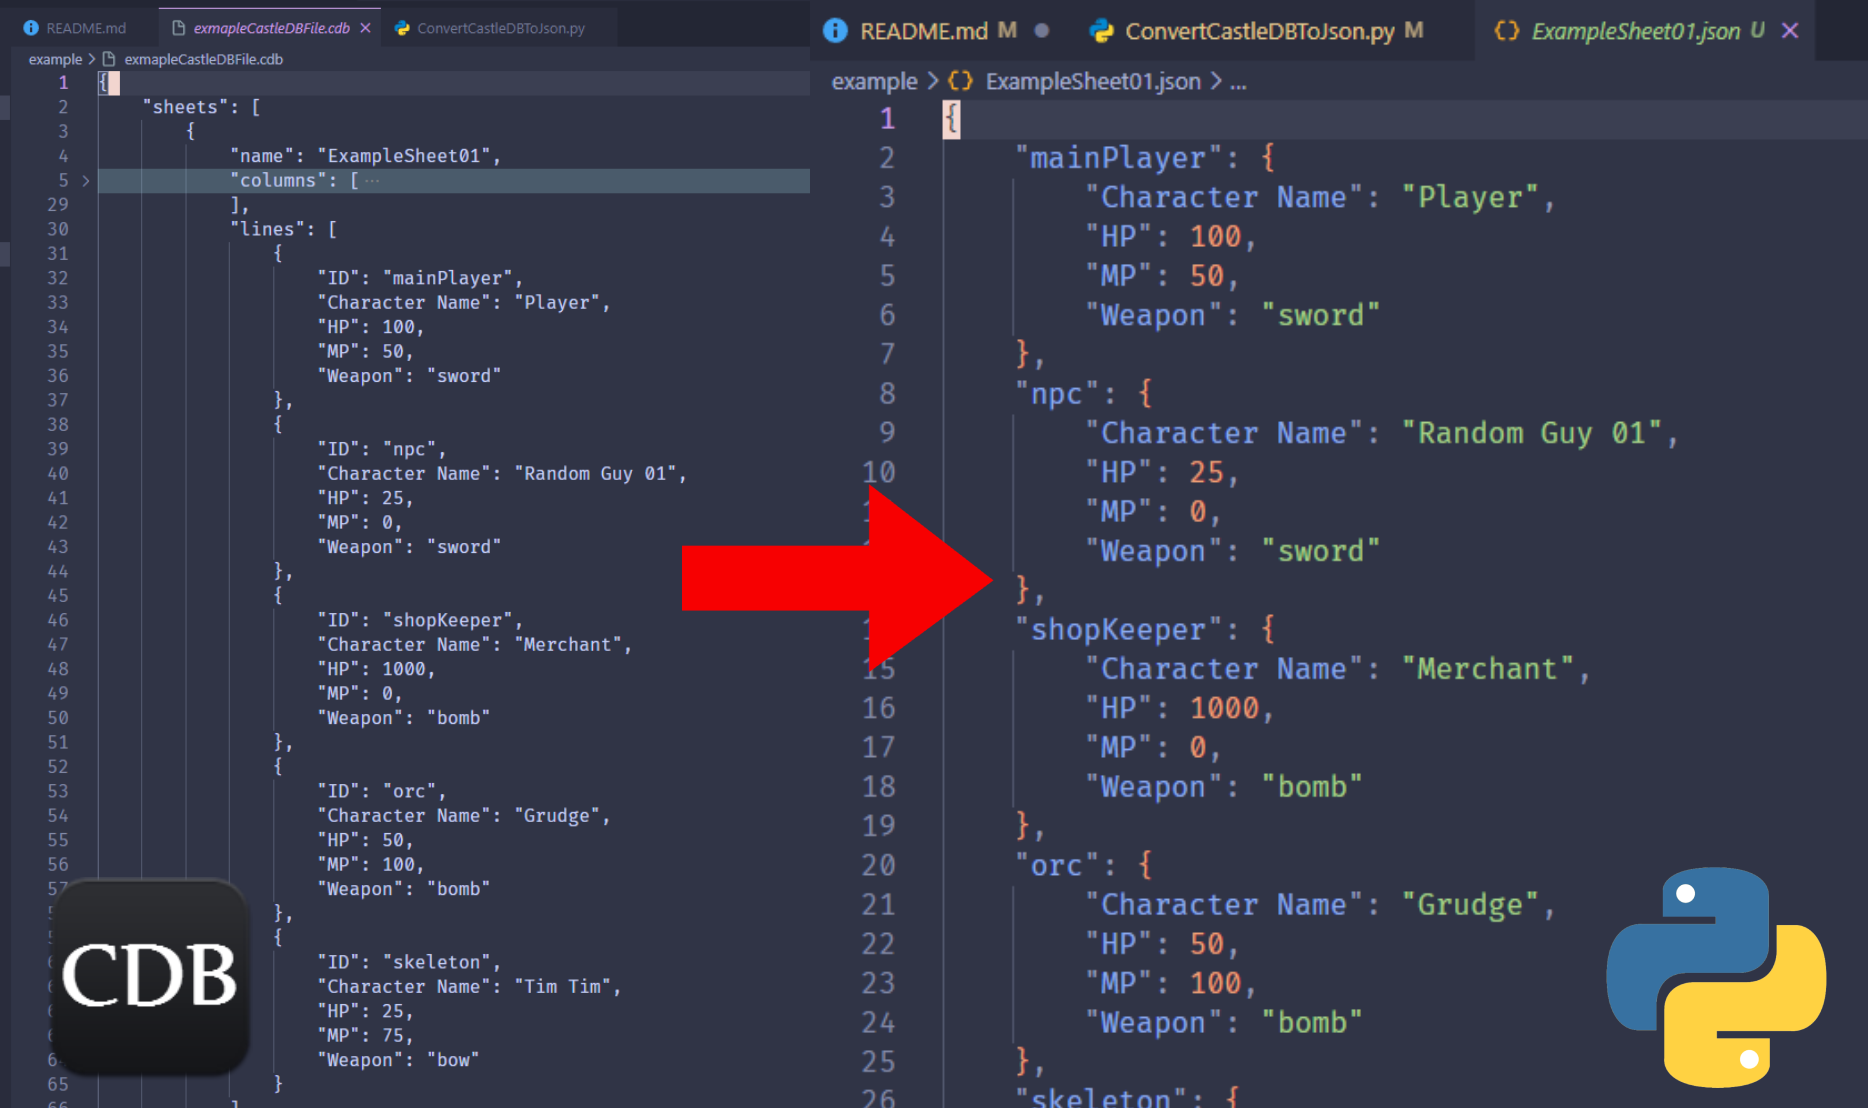 README.md
exmapleCastleDBFile.cdb
ConvertCastleDBToJson.py
example > exmapleCastleDBFile.cdb
1 {
2 "sheets": [
3 {
4 "name": "ExampleSheet01",
5 "columns": [ ...
29 ],
30 "lines": [
31 {
32 "ID": "mainPlayer",
33 "Character Name": "Player",
34 "HP": 100,
35 "MP": 50,
36 "Weapon": "sword"
37 },
38 {
39 "ID": "npc",
40 "Character Name": "Random Guy 01",
41 "HP": 25,
42 "MP": 0,
43 "Weapon": "sword"
44 },
45 {
46 "ID": "shopKeeper",
47 "Character Name": "Merchant",
48 "HP": 1000,
49 "MP": 0,
50 "Weapon": "bomb"
51 },
52 {
53 "ID": "orc",
54 "Character Name": "Grudge",
55 "HP": 50,
56 "MP": 100,
57 "Weapon": "bomb"
},
{
"ID": "skeleton",
"Character Name": "Tim Tim",
"HP": 25,
"MP": 75,
"Weapon": "bow"
65 }
66 ]
CDB
README.md M
ConvertCastleDBToJson.py M
{} ExampleSheet01.json U
example > {} ExampleSheet01.json > ...
1 {
2 "mainPlayer": {
3 "Character Name": "Player",
4 "HP": 100,
5 "MP": 50,
6 "Weapon": "sword"
7 },
8 "npc": {
9 "Character Name": "Random Guy 01",
10 "HP": 25,
"MP": 0,
"Weapon": "sword"
},
"shopKeeper": {
15 "Character Name": "Merchant",
16 "HP": 1000,
17 "MP": 0,
18 "Weapon": "bomb"
19 },
20 "orc": {
21 "Character Name": "Grudge",
22 "HP": 50,
23 "MP": 100,
24 "Weapon": "bomb"
25 },
26 "skeleton": {